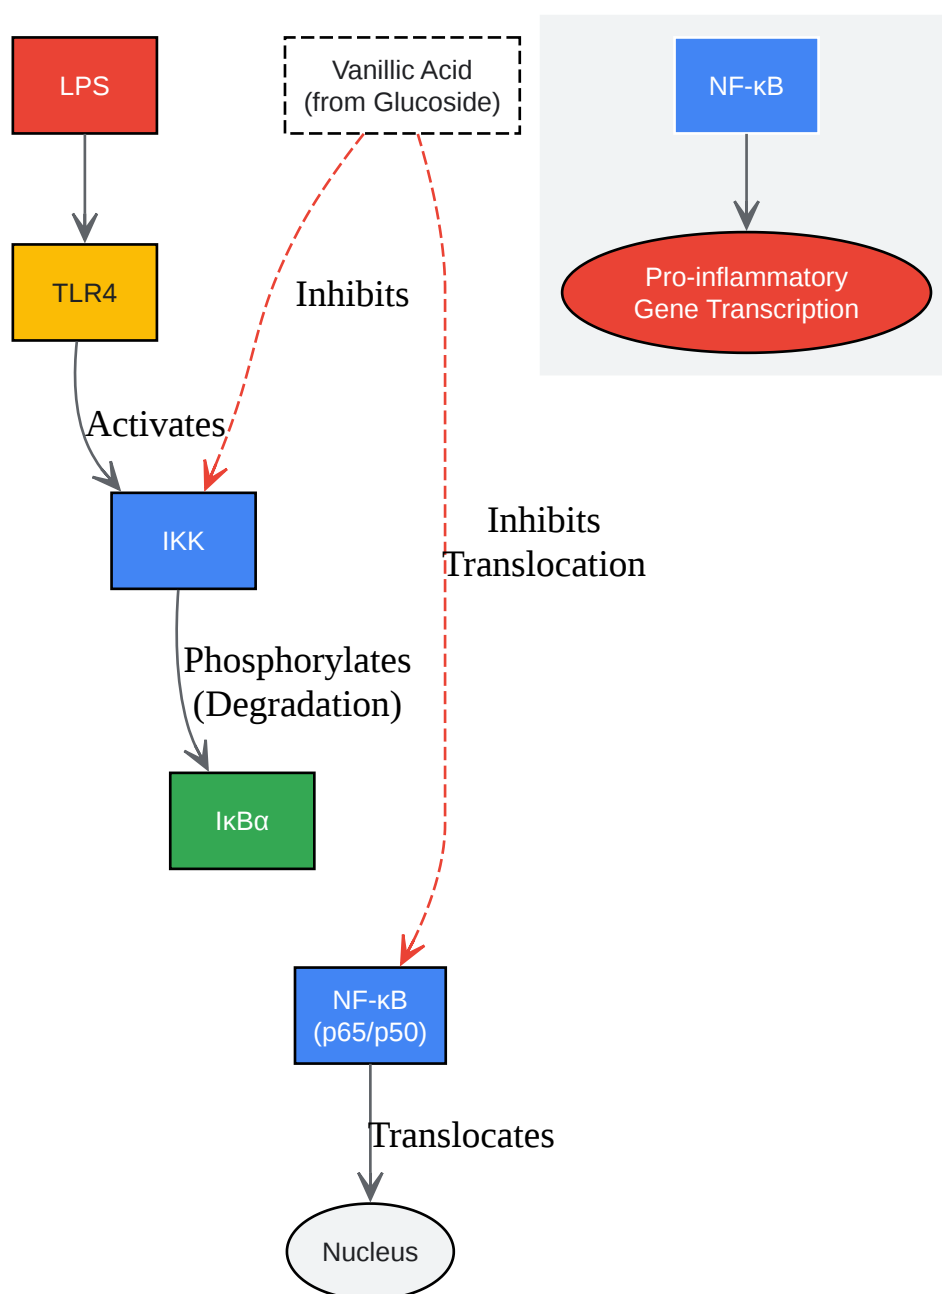 LPS
Vanillic Acid
(from Glucoside)
NF-κB
TLR4
Inhibits
Pro-inflammatory
Gene Transcription
Activates
IKK
Inhibits
Translocation
Phosphorylates
(Degradation)
IκBα
NF-κB
(p65/p50)
Translocates
Nucleus